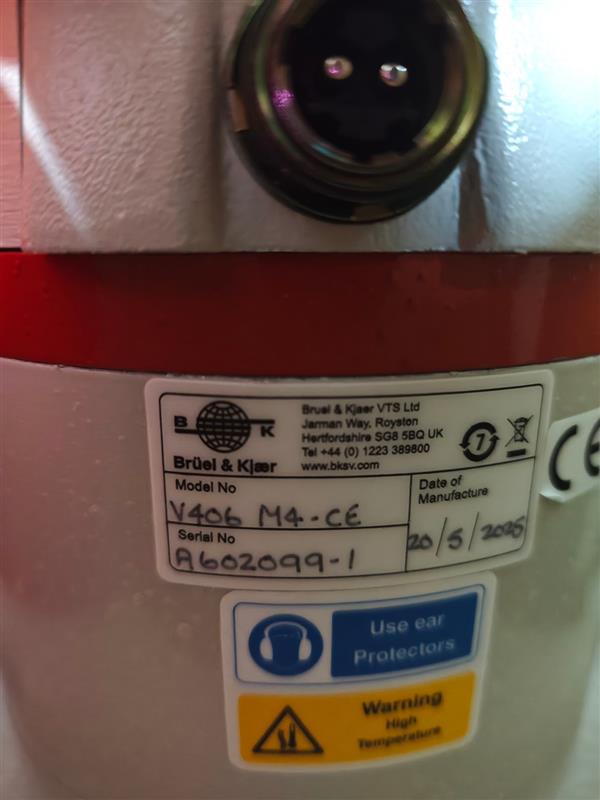 B K
Brüel & Kjær
Bruel & Kjaer VTS Ltd
Jarman Way, Royston
Hertfordshire SG8 5BQ UK
Tel +44 (0) 1223 389800
www.bksv.com
7
CE
Model No
V406 M4-CE
Serial No
A602099-1
Date of
Manufacture
20/5/2025
Use ear
Protectors
Warning
High
Temperature